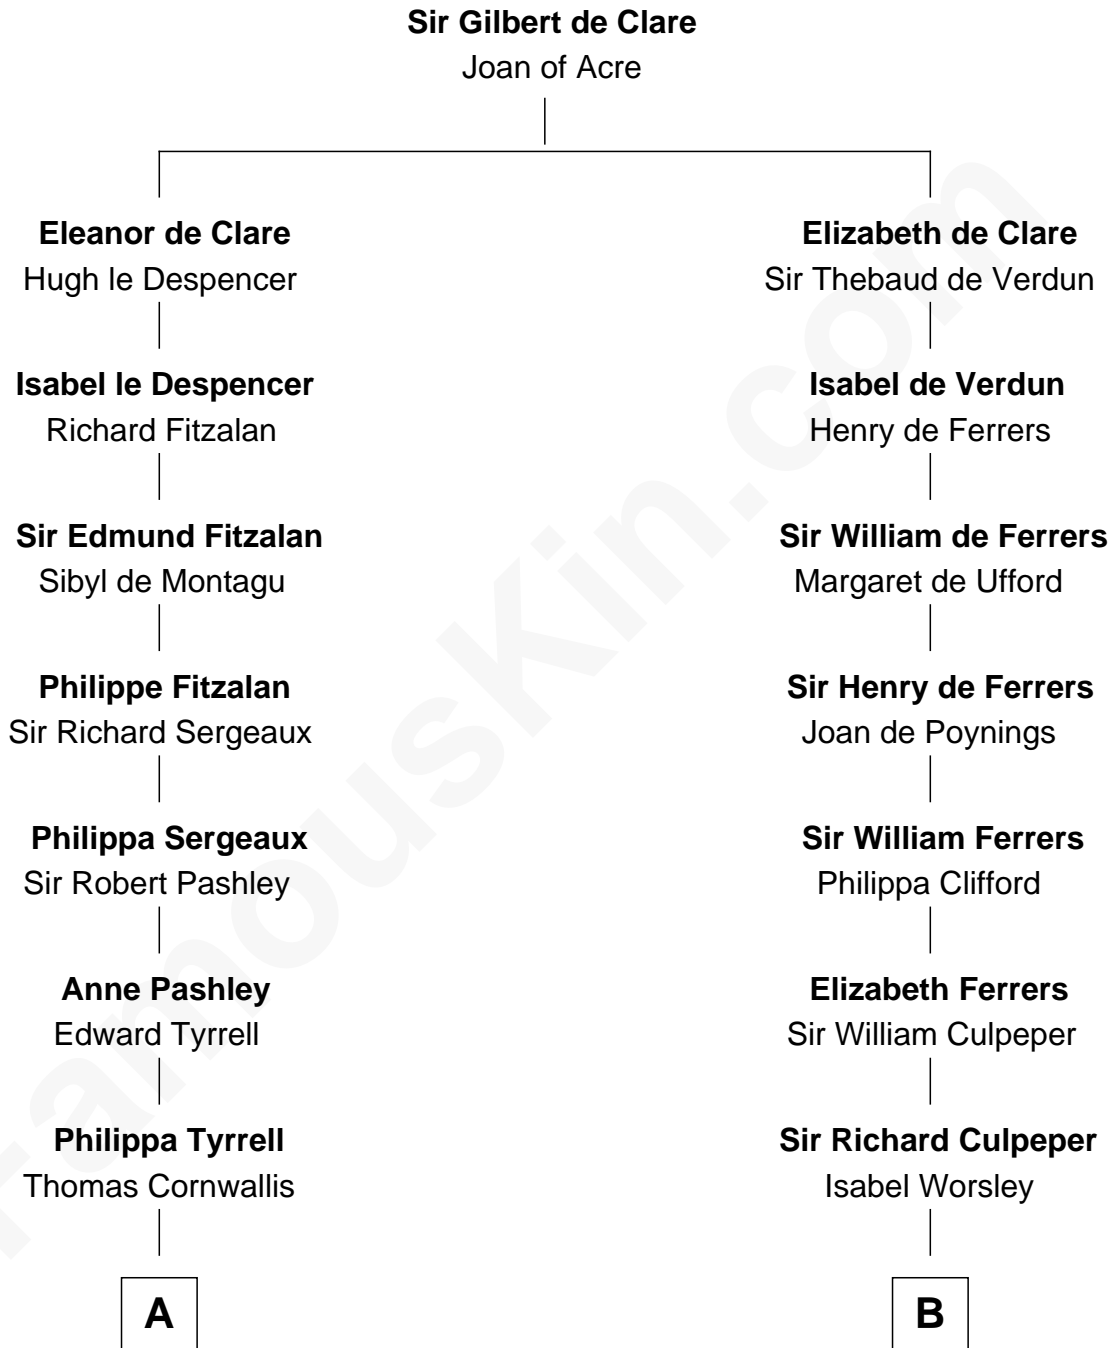 Sir Gilbert de Clare
Joan of Acre
Eleanor de Clare
Hugh le Despencer
Elizabeth de Clare
Sir Thebaud de Verdun
Isabel le Despencer
Richard Fitzalan
Isabel de Verdun
Henry de Ferrers
Sir Edmund Fitzalan
Sibyl de Montagu
Sir William de Ferrers
Margaret de Ufford
Philippe Fitzalan
Sir Richard Sergeaux
Sir Henry de Ferrers
Joan de Poynings
Philippa Sergeaux
Sir Robert Pashley
Sir William Ferrers
Philippa Clifford
Anne Pashley
Edward Tyrrell
Elizabeth Ferrers
Sir William Culpeper
Philippa Tyrrell
Thomas Cornwallis
Sir Richard Culpeper
Isabel Worsley
A
B
FamousKin.com